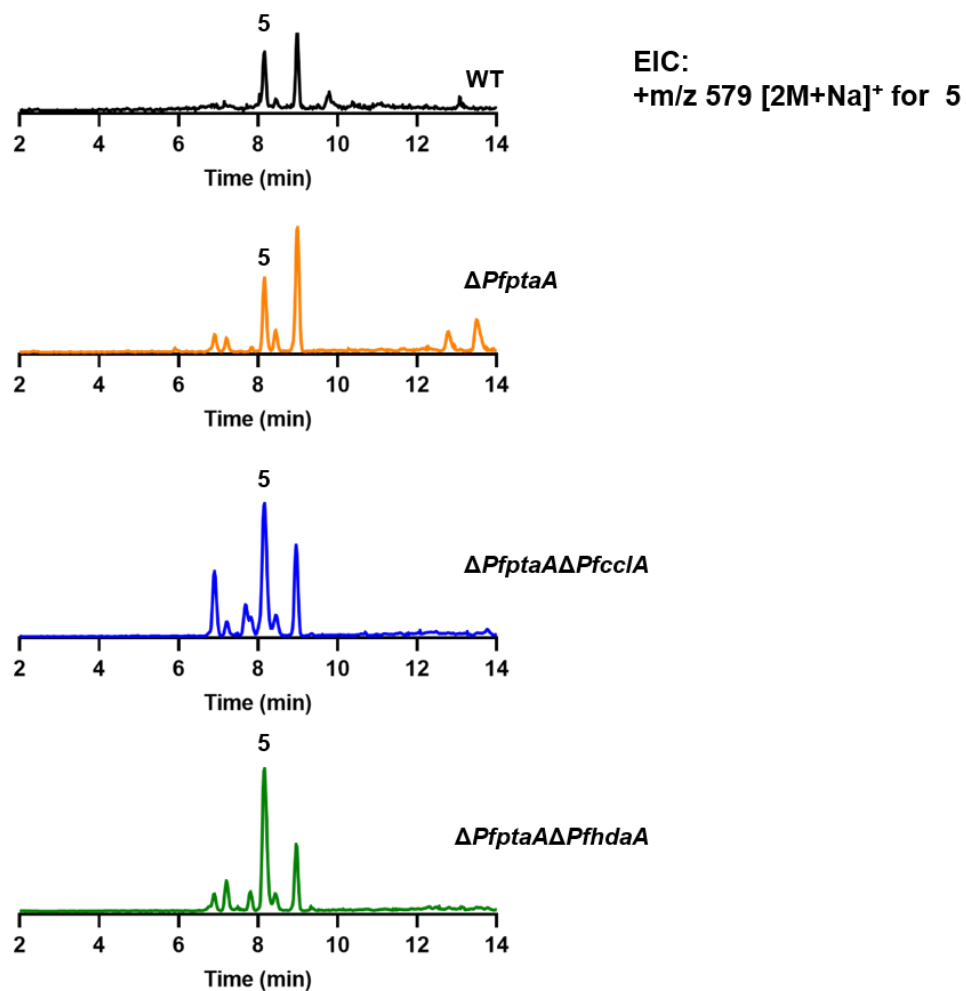 5
WT
EIC:
+m/z 579 [2M+Na]⁺ for 5
2 4 6 8 10 12 14
Time (min)
5
ΔPfptaA
2 4 6 8 10 12 14
Time (min)
5
ΔPfptaAΔPfcclA
2 4 6 8 10 12 14
Time (min)
5
ΔPfptaAΔPfhdaA
2 4 6 8 10 12 14
Time (min)